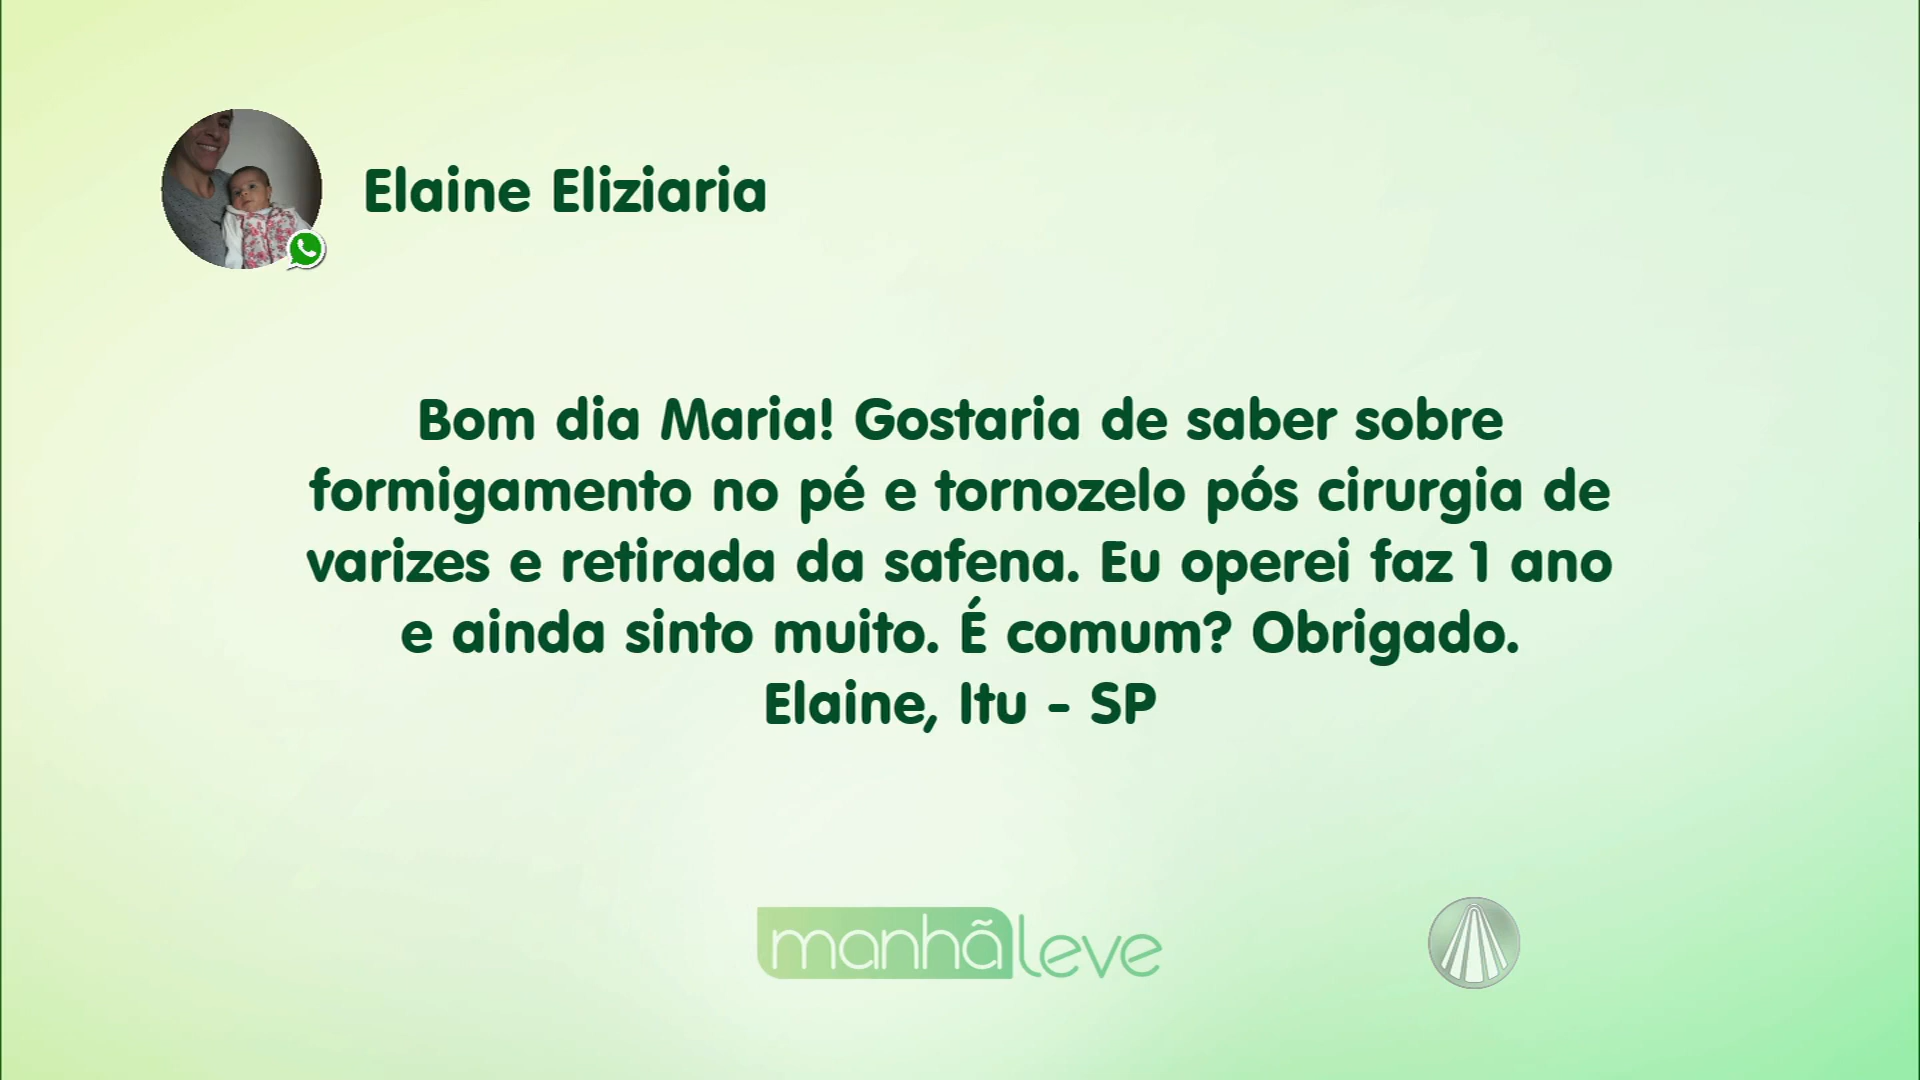 Elaine Eliziaria
Bom dia Maria! Gostaria de saber sobre
formigamento no pé e tornozelo pós cirurgia de
varizes e retirada da safena. Eu operei faz 1 ano
e ainda sinto muito. É comum? Obrigado.
Elaine, Itu - SP
manhãleve